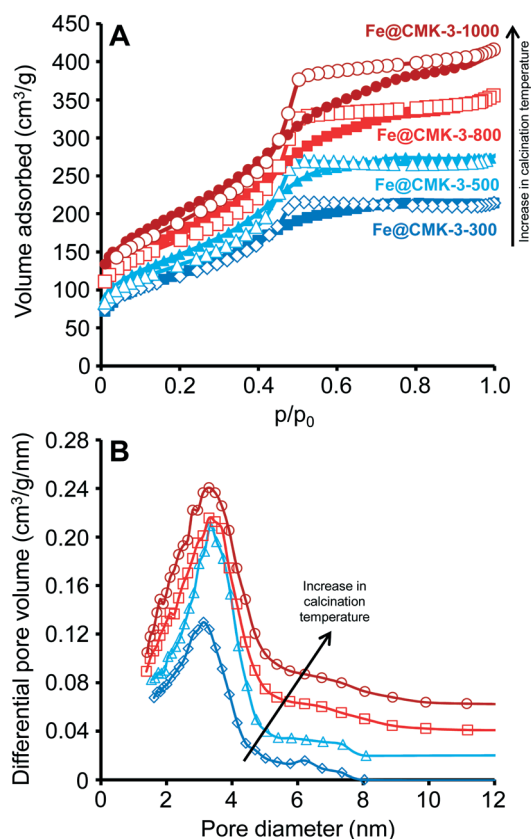 A
Fe@CMK-3-1000
Fe@CMK-3-800
Fe@CMK-3-500
Fe@CMK-3-300
Increase in calcination temperature
Volume adsorbed (cm³/g)
450
400
350
300
250
200
150
100
50
0
0 0.2 0.4 0.6 0.8 1.0
p/p₀
B
Increase in
calcination
temperature
Differential pore volume (cm³/g/nm)
0.28
0.24
0.20
0.16
0.12
0.08
0.04
0
0 2 4 6 8 10 12
Pore diameter (nm)